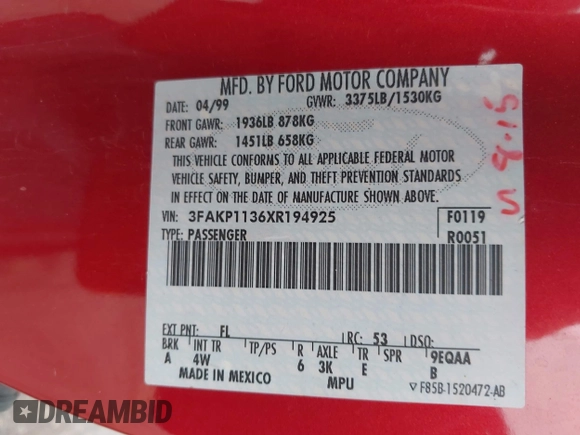 MFD. BY FORD MOTOR COMPANY
DATE: 04/99 GVWR: 3375LB/1530KG
FRONT GAWR: 1936LB 878KG
REAR GAWR: 1451LB 658KG
THIS VEHICLE CONFORMS TO ALL APPLICABLE FEDERAL MOTOR
VEHICLE SAFETY, BUMPER, AND THEFT PREVENTION STANDARDS
IN EFFECT ON THE DATE OF MANUFACTURE SHOWN ABOVE.
VIN: 3FAKP1136XR194925 F0119
TYPE: PASSENGER R0051
EXT PNT: FL RC: 53 DSO:
BRK INT TR TP/PS R AXLE TR SPR 9EQAA
A 4W 6 3K E B
MADE IN MEXICO MPU
F85B-1520472-AB
DREAMBID
DREAMBID